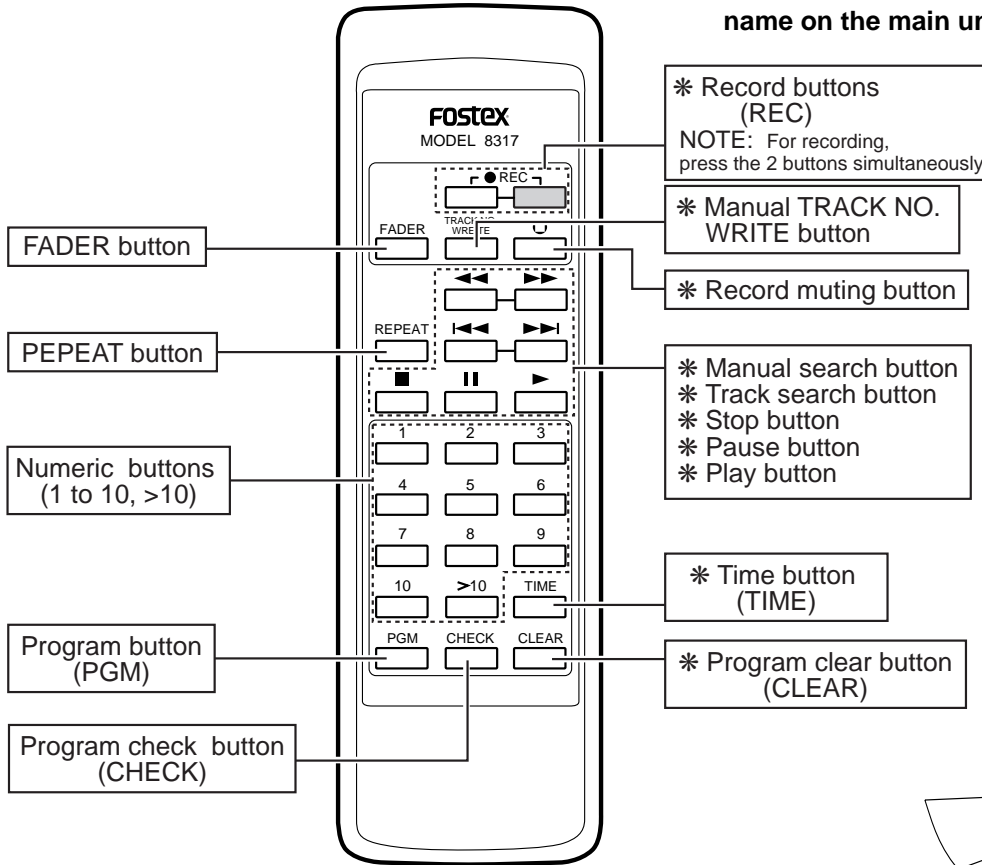 name on the main un
❋ Record buttons
(REC)
NOTE: For recording,
press the 2 buttons simultaneously
❋ Manual TRACK NO.
WRITE button
❋ Record muting button
❋ Manual search button
❋ Track search button
❋ Stop button
❋ Pause button
❋ Play button
❋ Time button
(TIME)
❋ Program clear button
(CLEAR)
FADER button
PEPEAT button
Numeric buttons
(1 to 10, >10)
Program button
(PGM)
Program check button
(CHECK)
Fostex
MODEL 8317
● REC
FADER
TRACK NO.
WRITE
REPEAT
1 2 3
4 5 6
7 8 9
10 >10 TIME
PGM CHECK CLEAR